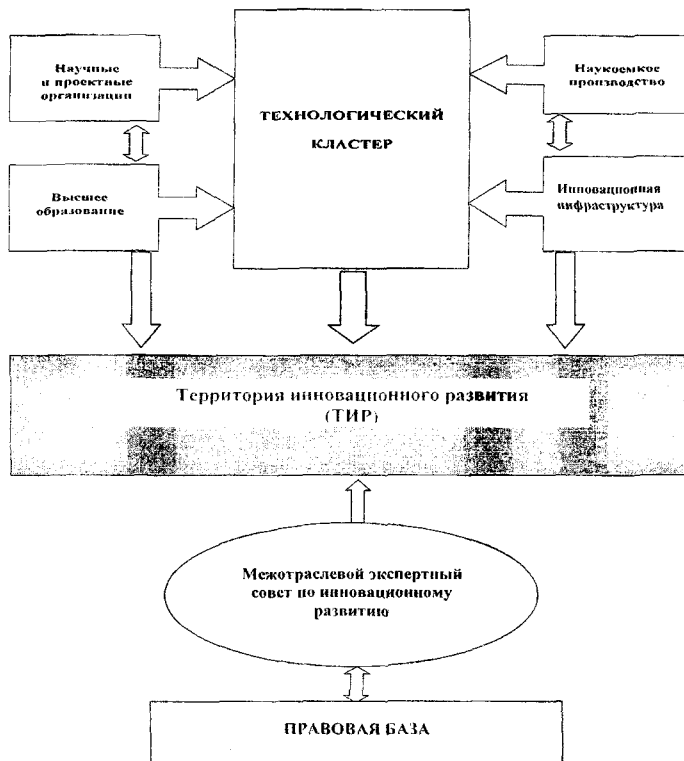 Научные
и проектные
организации
ТЕХНОЛОГИЧЕСКИЙ
КЛАСТЕР
Наукоемкое
производство
Высшее
образование
Инновационная
инфраструктура
Территория инновационного развития
(ТИР)
Межотраслевой экспертный
совет по инновационному
развитию
ПРАВОВАЯ БАЗА